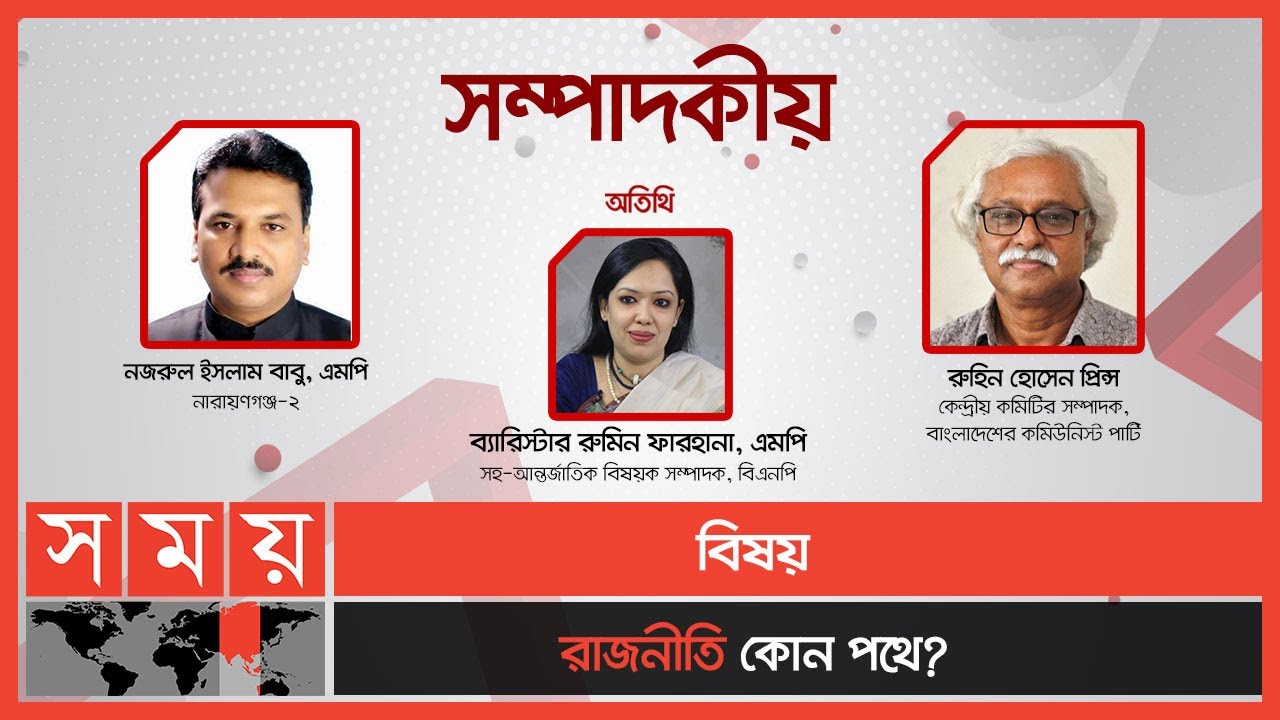 সম্পাদকীয়
অতিথি
নজরুল ইসলাম বাবু, এমপি
নারায়ণগঞ্জ-২
ব্যারিস্টার রুমিন ফারহানা, এমপি
সহ-আন্তর্জাতিক বিষয়ক সম্পাদক, বিএনপি
রুহিন হোসেন প্রিন্স
কেন্দ্রীয় কমিটির সম্পাদক,
বাংলাদেশের কমিউনিস্ট পার্টি
সময়
বিষয়
রাজনীতি কোন পথে?